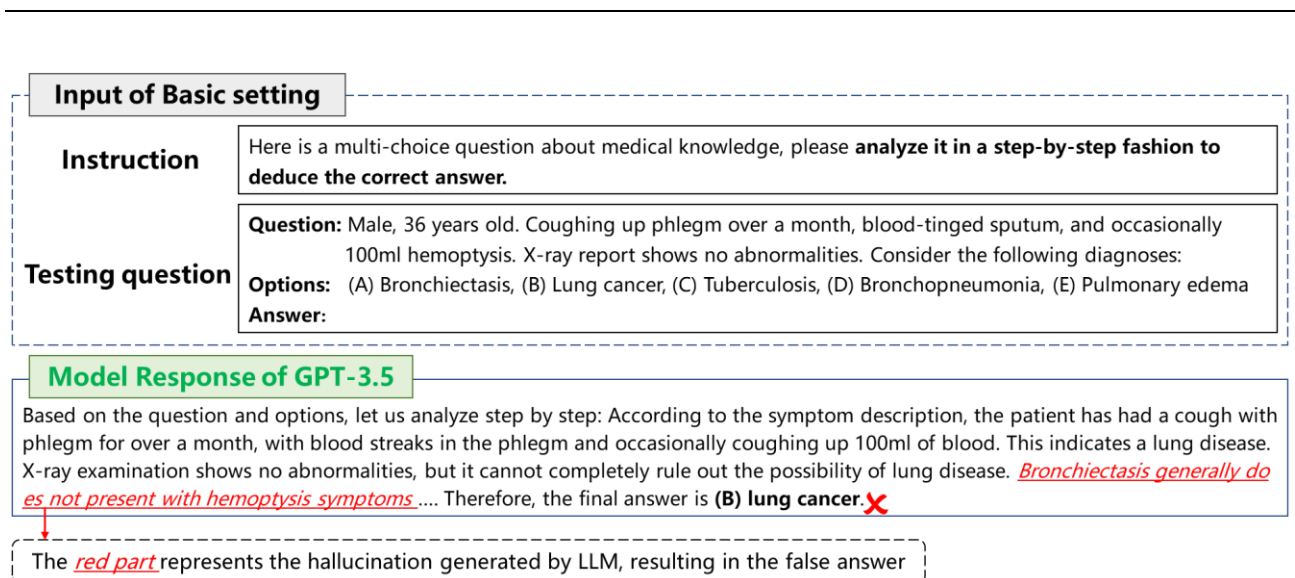 Input of Basic setting
Instruction
Here is a multi-choice question about medical knowledge, please analyze it in a step-by-step fashion to
deduce the correct answer.
Testing question
Question: Male, 36 years old. Coughing up phlegm over a month, blood-tinged sputum, and occasionally
100ml hemoptysis. X-ray report shows no abnormalities. Consider the following diagnoses:
Options: (A) Bronchiectasis, (B) Lung cancer, (C) Tuberculosis, (D) Bronchopneumonia, (E) Pulmonary edema
Answer:
Model Response of GPT-3.5
Based on the question and options, let us analyze step by step: According to the symptom description, the patient has had a cough with
phlegm for over a month, with blood streaks in the phlegm and occasionally coughing up 100ml of blood. This indicates a lung disease.
X-ray examination shows no abnormalities, but it cannot completely rule out the possibility of lung disease. Bronchiectasis generally do
es not present with hemoptysis symptoms .... Therefore, the final answer is (B) lung cancer.
The red part represents the hallucination generated by LLM, resulting in the false answer